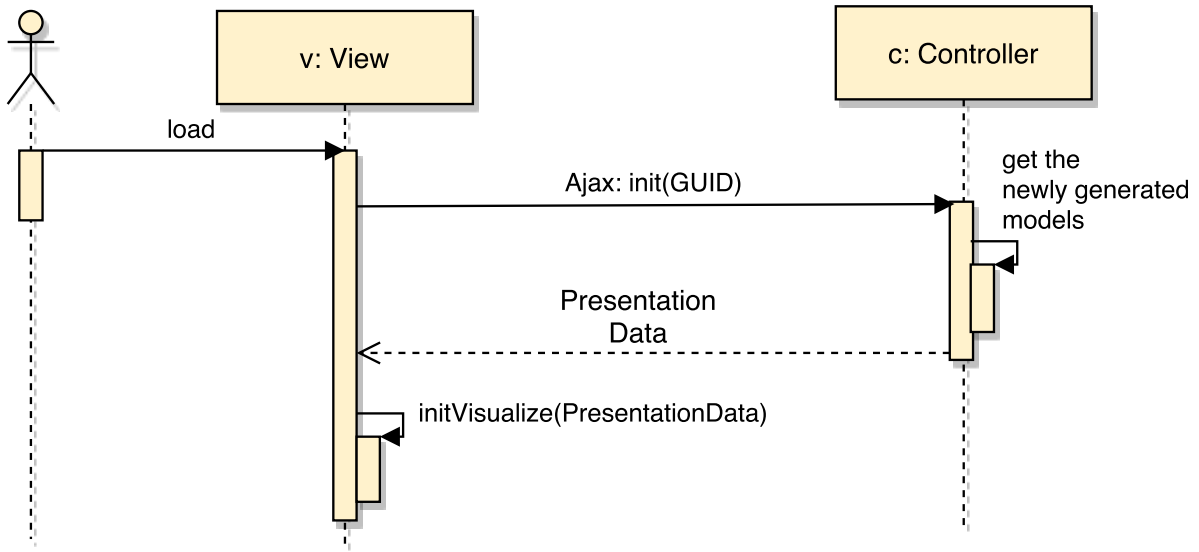 v: View
c: Controller
load
Ajax: init(GUID)
get the
newly generated
models
Presentation
Data
initVisualize(PresentationData)